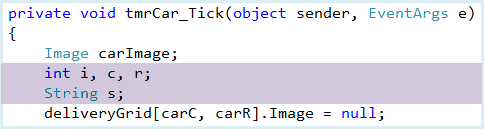 private void tmrCar_Tick(object sender, EventArgs e)
{
    Image carImage;
    int i, c, r;
    String s;
    deliveryGrid[carC, carR].Image = null;